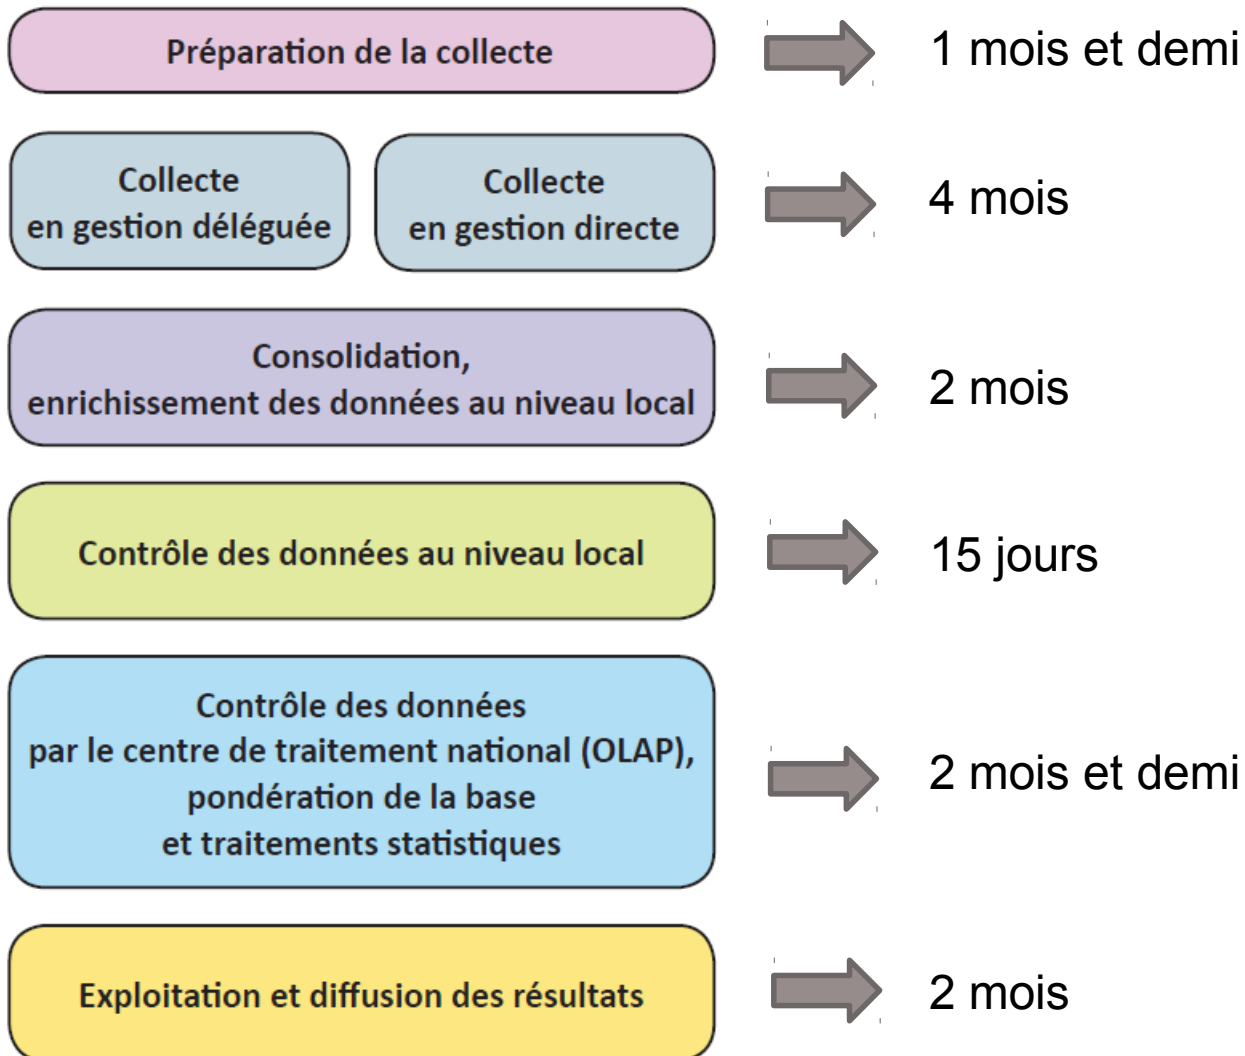 Préparation de la collecte
1 mois et demi
Collecte
en gestion déléguée
Collecte
en gestion directe
4 mois
Consolidation,
enrichissement des données au niveau local
2 mois
Contrôle des données au niveau local
15 jours
Contrôle des données
par le centre de traitement national (OLAP),
pondération de la base
et traitements statistiques
2 mois et demi
Exploitation et diffusion des résultats
2 mois